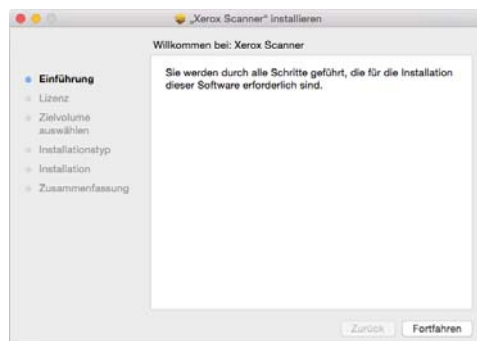 „Xerox Scanner“ installieren
Willkommen bei: Xerox Scanner
Einführung
Lizenz
Zielvolume
auswählen
Installationstyp
Installation
Zusammenfassung
Sie werden durch alle Schritte geführt, die für die Installation
dieser Software erforderlich sind.
Zurück
Fortfahren